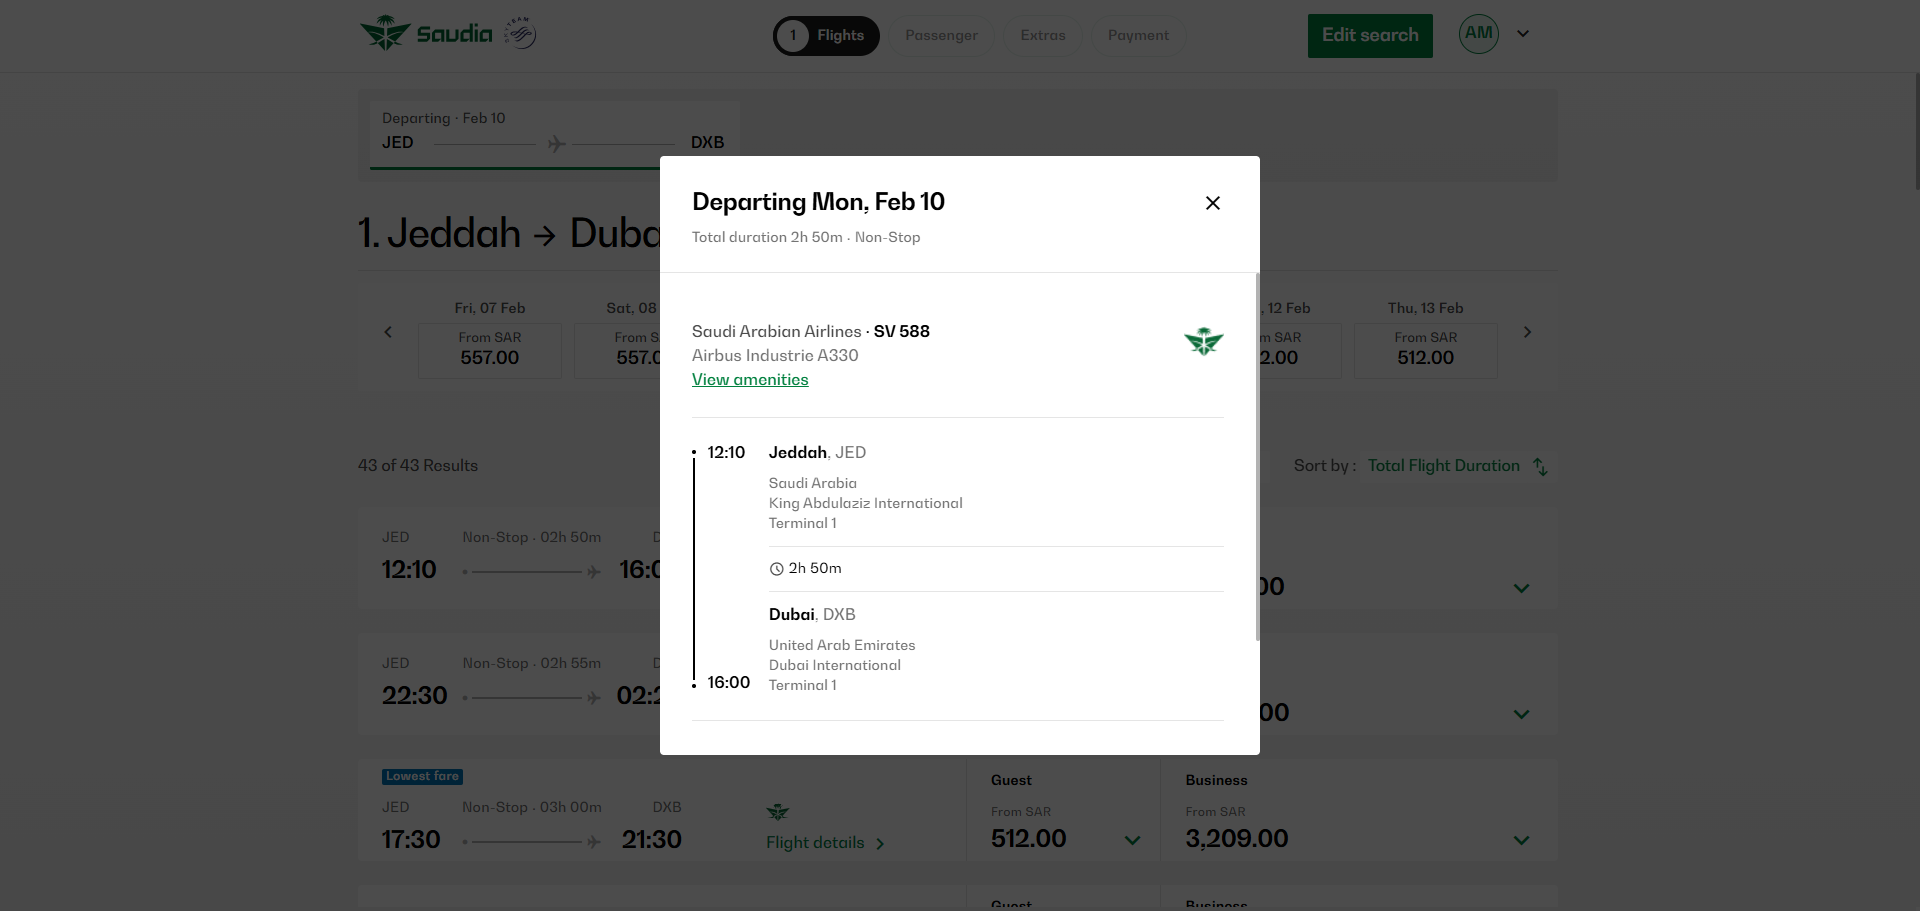 Saudia
SKYTEAM
1 Flights
Passenger
Extras
Payment
Edit search
AM
Departing · Feb 10
JED
DXB
Departing Mon, Feb 10
Total duration 2h 50m · Non-Stop
1. Jeddah → Duba
Fri, 07 Feb
From SAR
557.00
Sat, 08
From S
557.0
, 12 Feb
m SAR
2.00
Thu, 13 Feb
From SAR
512.00
Saudi Arabian Airlines · SV 588
Airbus Industrie A330
View amenities
12:10 Jeddah, JED
Saudi Arabia
King Abdulaziz International
Terminal 1
2h 50m
Dubai, DXB
United Arab Emirates
Dubai International
16:00 Terminal 1
43 of 43 Results
Sort by : Total Flight Duration
JED Non-Stop · 02h 50m D
12:10 16:0
00
JED Non-Stop · 02h 55m D
22:30 02:2
00
Lowest fare
JED Non-Stop · 03h 00m DXB
17:30 21:30
Flight details
Guest
From SAR
512.00
Business
From SAR
3,209.00
Guest
Business